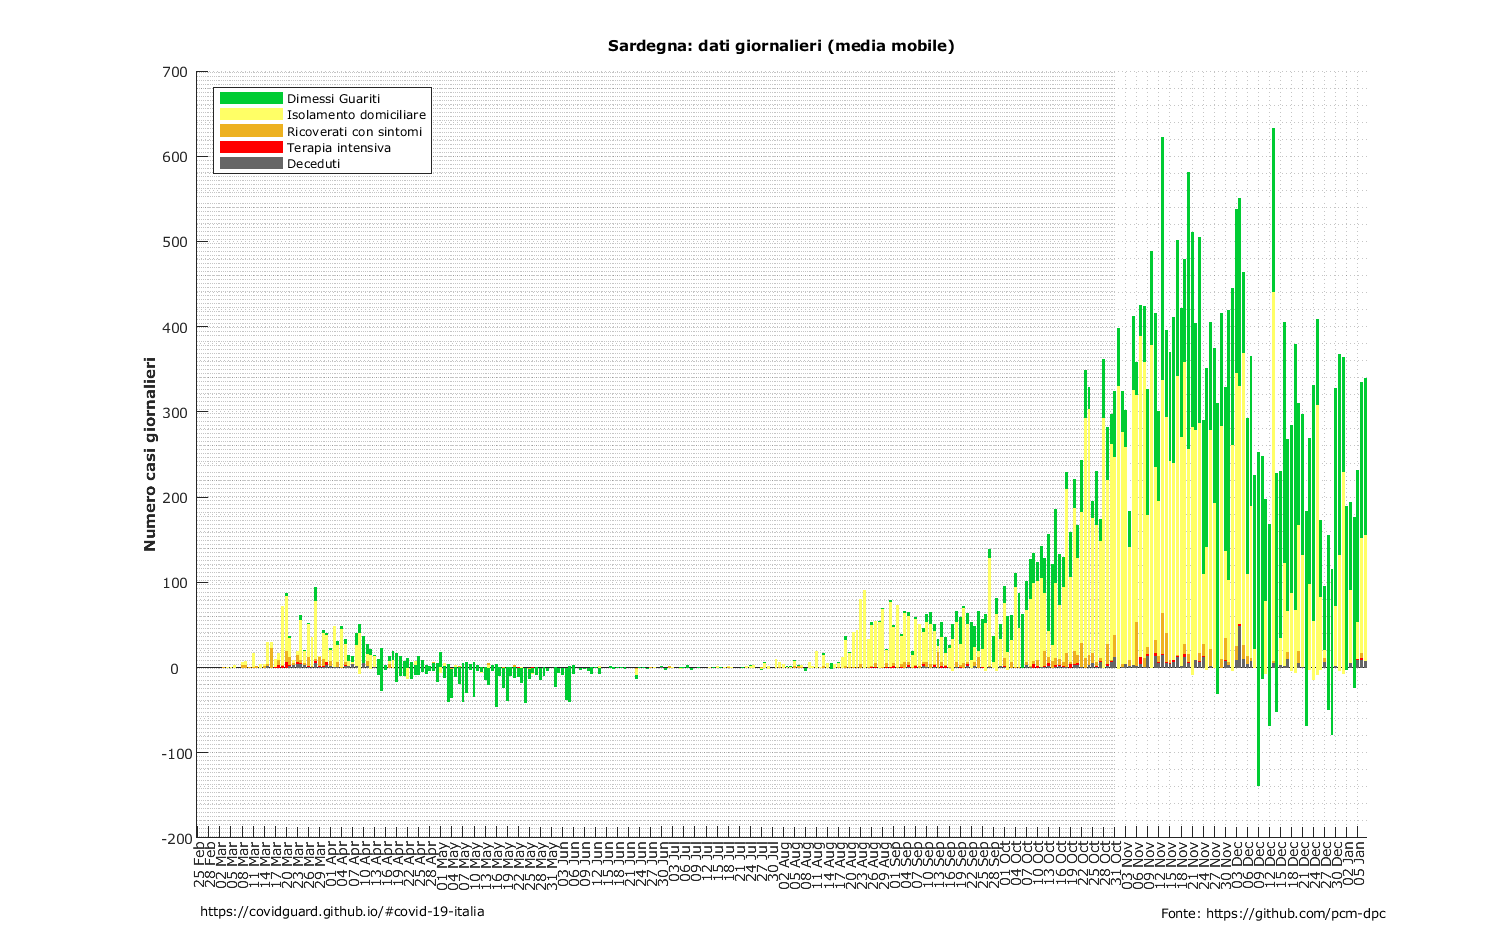 Sardegna: dati giornalieri (media mobile)
Dimessi Guariti
Isolamento domiciliare
Ricoverati con sintomi
Terapia intensiva
Deceduti
Numero casi giornalieri
700
600
500
400
300
200
100
0
-100
-200
25 Feb
28 Feb
02 Mar
05 Mar
08 Mar
11 Mar
14 Mar
17 Mar
20 Mar
23 Mar
26 Mar
29 Mar
01 Apr
04 Apr
07 Apr
10 Apr
13 Apr
16 Apr
19 Apr
22 Apr
25 Apr
28 Apr
01 May
04 May
07 May
10 May
13 May
16 May
19 May
22 May
25 May
28 May
31 May
03 Jun
06 Jun
09 Jun
12 Jun
15 Jun
18 Jun
21 Jun
24 Jun
27 Jun
30 Jun
03 Jul
06 Jul
09 Jul
12 Jul
15 Jul
18 Jul
21 Jul
24 Jul
27 Jul
30 Jul
02 Aug
05 Aug
08 Aug
11 Aug
14 Aug
17 Aug
20 Aug
23 Aug
26 Aug
29 Aug
01 Sep
04 Sep
07 Sep
10 Sep
13 Sep
16 Sep
19 Sep
22 Sep
25 Sep
28 Sep
01 Oct
04 Oct
07 Oct
10 Oct
13 Oct
16 Oct
19 Oct
22 Oct
25 Oct
28 Oct
31 Oct
03 Nov
06 Nov
09 Nov
12 Nov
15 Nov
18 Nov
21 Nov
24 Nov
27 Nov
30 Nov
03 Dec
06 Dec
09 Dec
12 Dec
15 Dec
18 Dec
21 Dec
24 Dec
27 Dec
30 Dec
02 Jan
05 Jan
https://covidguard.github.io/#covid-19-italia
Fonte: https://github.com/pcm-dpc